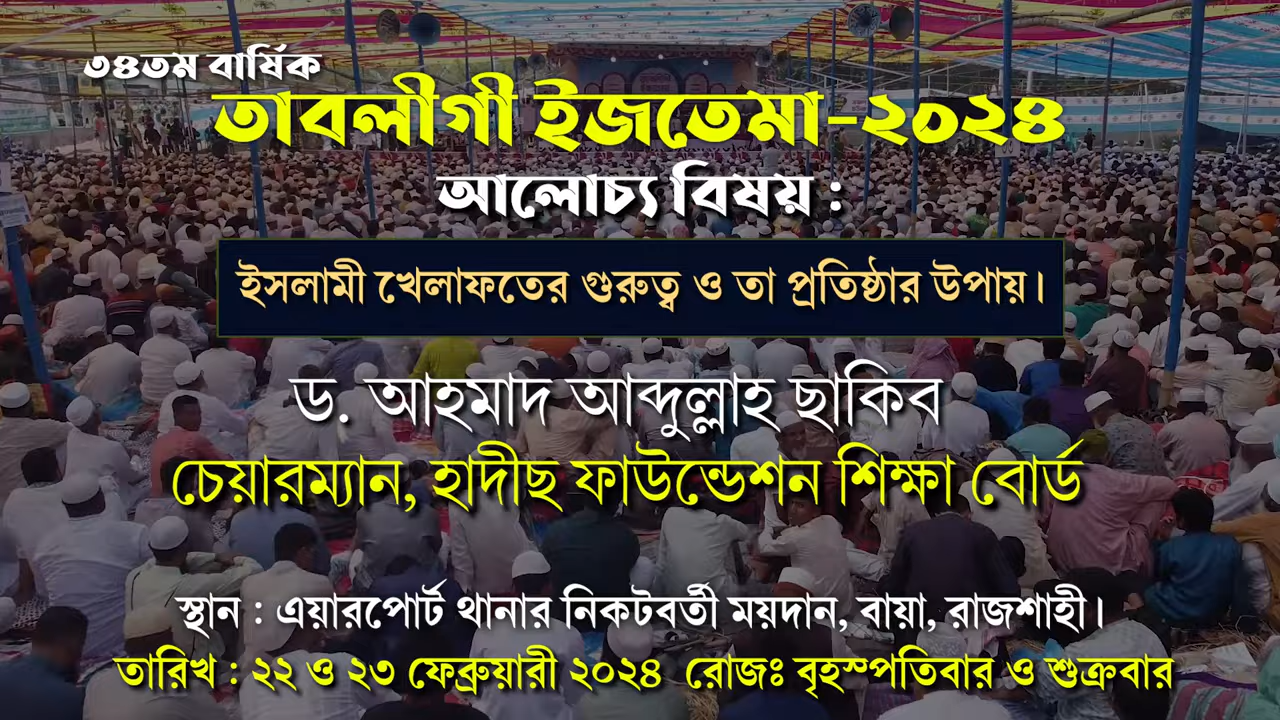 ৩৪তম বার্ষিক
তাবলীগী ইজতেমা-২০২৪
আলোচ্য বিষয় :
ইসলামী খেলাফতের গুরুত্ব ও তা প্রতিষ্ঠার উপায়।
ড. আহমাদ আব্দুল্লাহ ছাকিব
চেয়ারম্যান, হাদীছ ফাউন্ডেশন শিক্ষা বোর্ড
স্থান : এয়ারপোর্ট থানার নিকটবর্তী ময়দান, বায়া, রাজশাহী।
তারিখ : ২২ ও ২৩ ফেব্রুয়ারী ২০২৪ রোজঃ বৃহস্পতিবার ও শুক্রবার